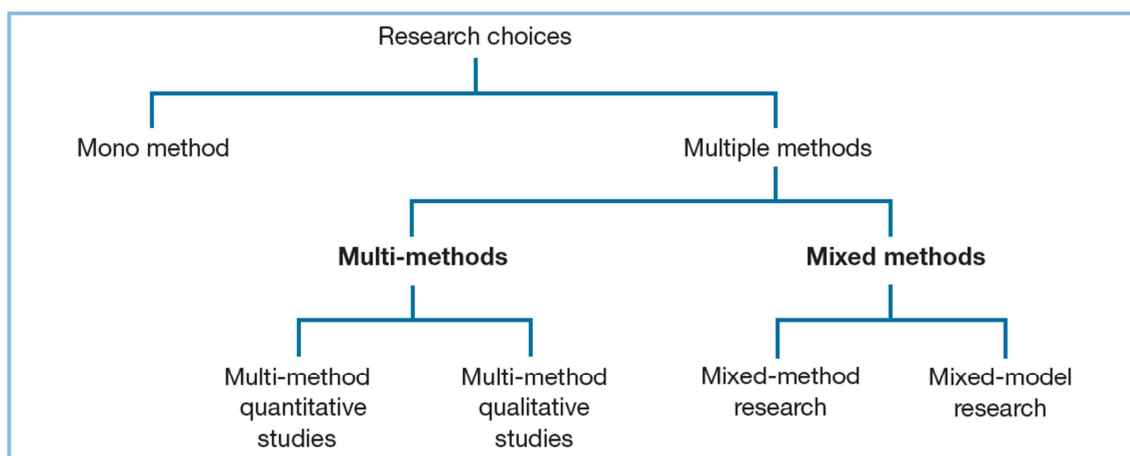 Research choices
Mono method
Multiple methods
Multi-methods
Mixed methods
Multi-method
quantitative
studies
Multi-method
qualitative
studies
Mixed-method
research
Mixed-model
research